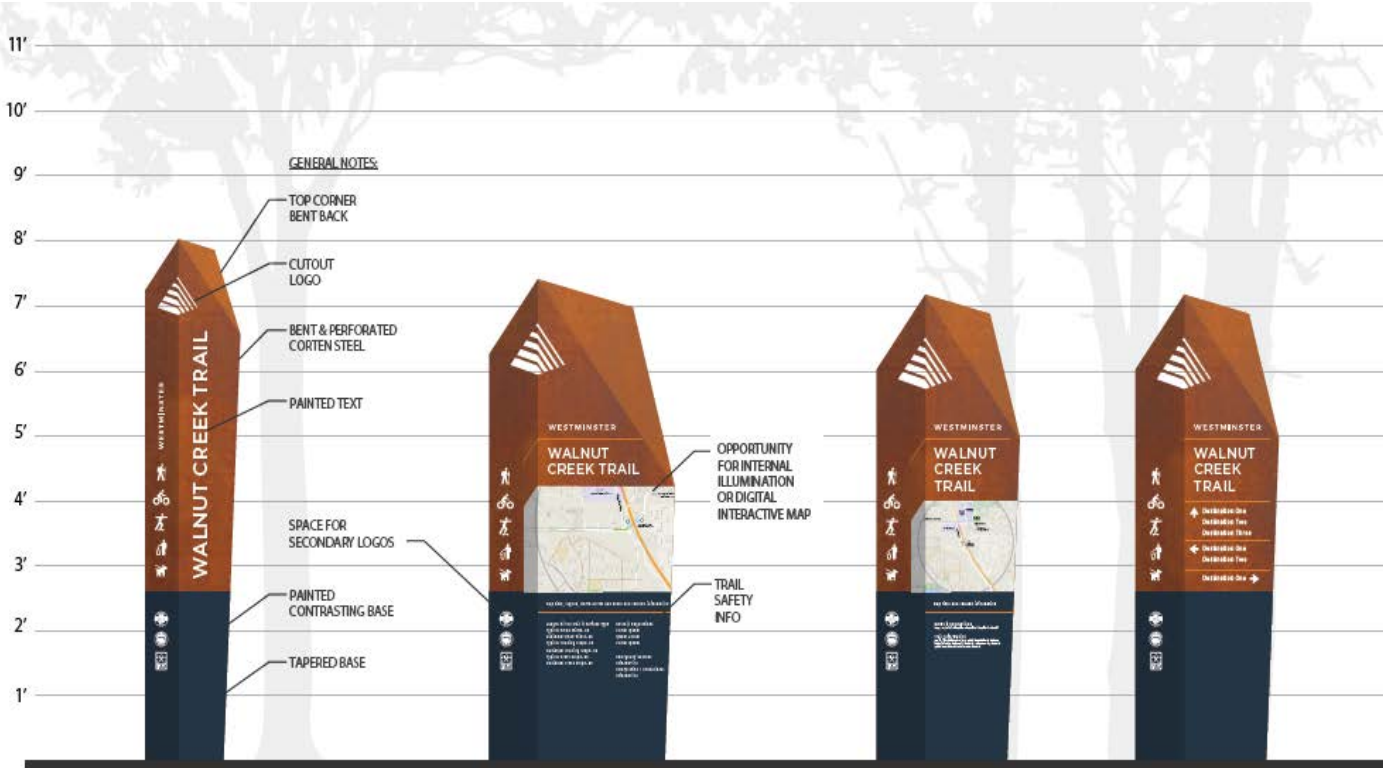 11'
10'
9'
8'
7'
6'
5'
4'
3'
2'
1'
GENERAL NOTES:
TOP CORNER
BENT BACK
CUTOUT
LOGO
BENT & PERFORATED
CORTEN STEEL
PAINTED TEXT
SPACE FOR
SECONDARY LOGOS
PAINTED
CONTRASTING BASE
TAPERED BASE
WESTMINSTER
WALNUT CREEK TRAIL
WESTMINSTER
WALNUT
CREEK TRAIL
OPPORTUNITY
FOR INTERNAL
ILLUMINATION
OR DIGITAL
INTERACTIVE MAP
TRAIL
SAFETY
INFO
WESTMINSTER
WALNUT
CREEK
TRAIL
WESTMINSTER
WALNUT
CREEK
TRAIL
Destination One
Destination Two
Destination Three
Destination One
Destination Two
Destination One